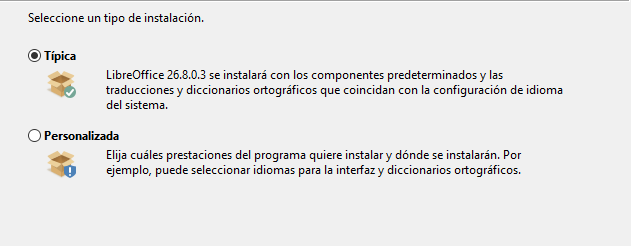 Seleccione un tipo de instalación.
Típica
LibreOffice 26.8.0.3 se instalará con los componentes predeterminados y las
traducciones y diccionarios ortográficos que coincidan con la configuración de idioma
del sistema.
Personalizada
Elija cuáles prestaciones del programa quiere instalar y dónde se instalarán. Por
ejemplo, puede seleccionar idiomas para la interfaz y diccionarios ortográficos.